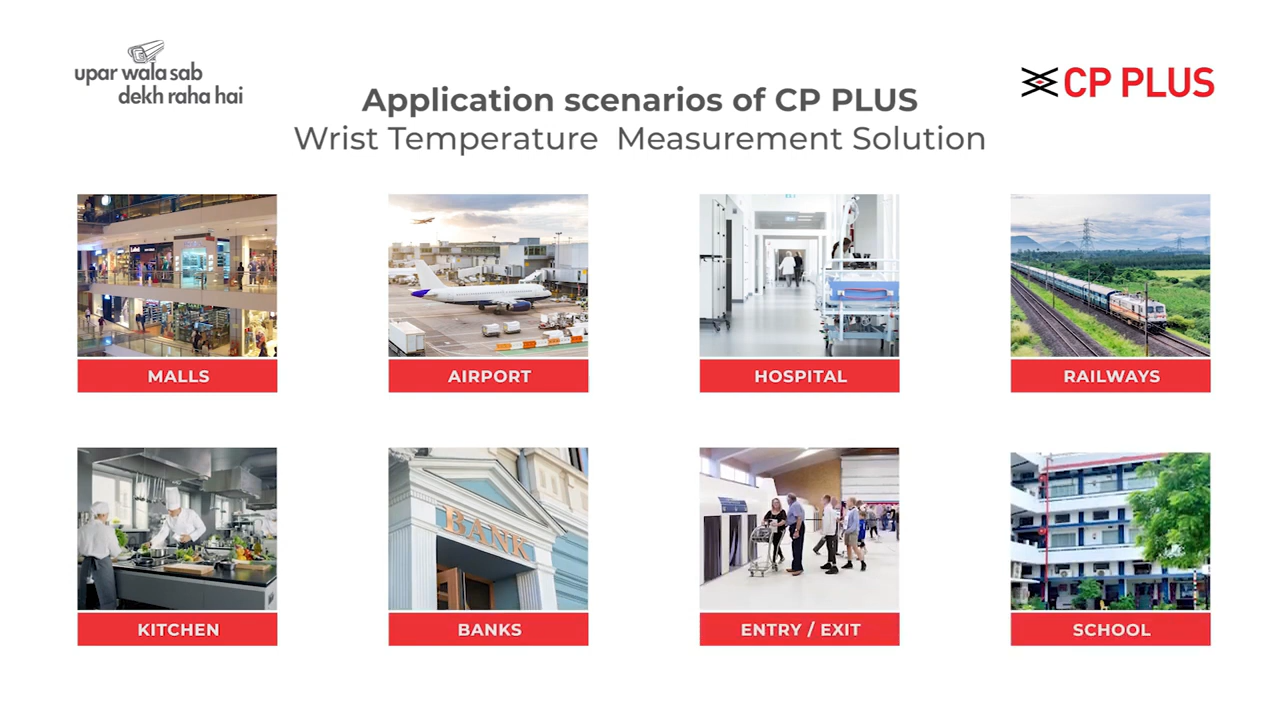 upar wala sab
dekh raha hai
CP PLUS
Application scenarios of CP PLUS
Wrist Temperature Measurement Solution
MALLS
AIRPORT
HOSPITAL
RAILWAYS
BANK
KITCHEN
BANKS
ENTRY / EXIT
SCHOOL